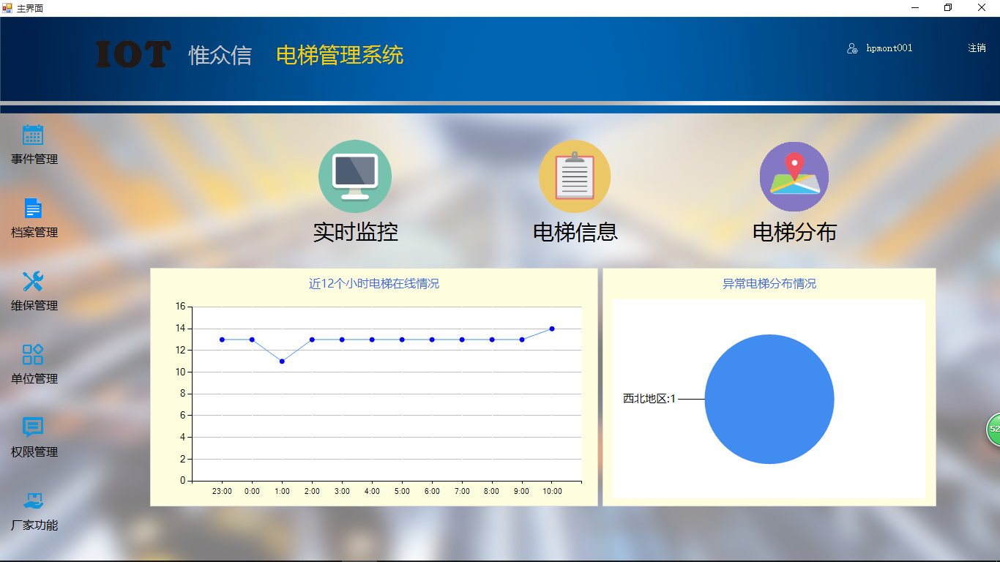 主界面
IOT 惟众信 电梯管理系统
hpmont001
注销
事件管理
档案管理
维保管理
单位管理
权限管理
厂家功能
实时监控
电梯信息
电梯分布
近12个小时电梯在线情况
16
14
12
10
8
6
4
2
0
23:00 0:00 1:00 2:00 3:00 4:00 5:00 6:00 7:00 8:00 9:00 10:00
异常电梯分布情况
西北地区:1